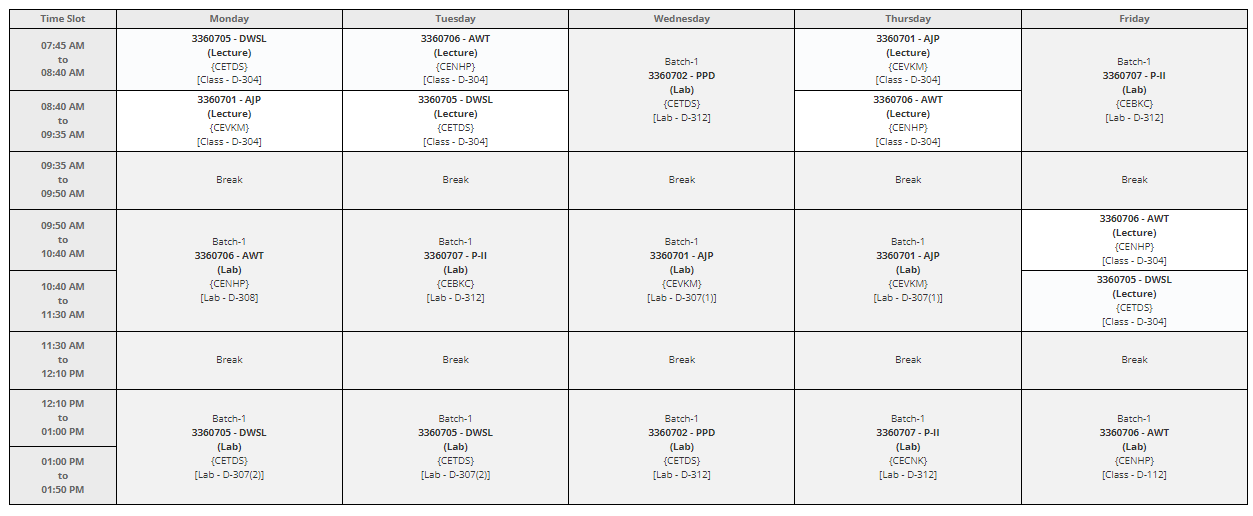 Time Slot Monday Tuesday Wednesday Thursday Friday
07:45 AM
to
08:40 AM
3360705 - DWSL
(Lecture)
{CETDS}
[Class - D-304]
3360706 - AWT
(Lecture)
{CENHP}
[Class - D-304]
Batch-1
3360702 - PPD
(Lab)
{CETDS}
[Lab - D-312]
3360701 - AJP
(Lecture)
{CEVKM}
[Class - D-304]
Batch-1
3360707 - P-II
(Lab)
{CEBKC}
[Lab - D-312]
08:40 AM
to
09:35 AM
3360701 - AJP
(Lecture)
{CEVKM}
[Class - D-304]
3360705 - DWSL
(Lecture)
{CETDS}
[Class - D-304]
3360706 - AWT
(Lecture)
{CENHP}
[Class - D-304]
09:35 AM
to
09:50 AM
Break
Break
Break
Break
Break
09:50 AM
to
10:40 AM
Batch-1
3360706 - AWT
(Lab)
{CENHP}
[Lab - D-308]
Batch-1
3360707 - P-II
(Lab)
{CEBKC}
[Lab - D-312]
Batch-1
3360701 - AJP
(Lab)
{CEVKM}
[Lab - D-307(1)]
Batch-1
3360701 - AJP
(Lab)
{CEVKM}
[Lab - D-307(1)]
3360706 - AWT
(Lecture)
{CENHP}
[Class - D-304]
10:40 AM
to
11:30 AM
3360705 - DWSL
(Lecture)
{CETDS}
[Class - D-304]
11:30 AM
to
12:10 PM
Break
Break
Break
Break
Break
12:10 PM
to
01:00 PM
Batch-1
3360705 - DWSL
(Lab)
{CETDS}
[Lab - D-307(2)]
Batch-1
3360705 - DWSL
(Lab)
{CETDS}
[Lab - D-307(2)]
Batch-1
3360702 - PPD
(Lab)
{CETDS}
[Lab - D-312]
Batch-1
3360707 - P-II
(Lab)
{CECNK}
[Lab - D-312]
Batch-1
3360706 - AWT
(Lab)
{CENHP}
[Class - D-112]
01:00 PM
to
01:50 PM